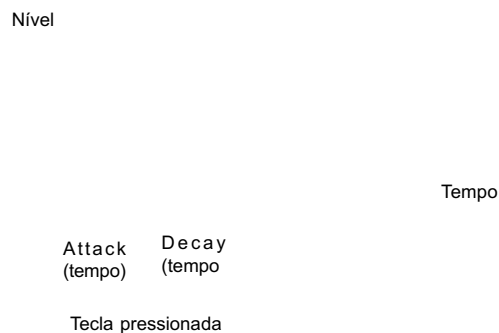 Nível
Tempo
Attack
(tempo)
Decay
(tempo
Tecla pressionada